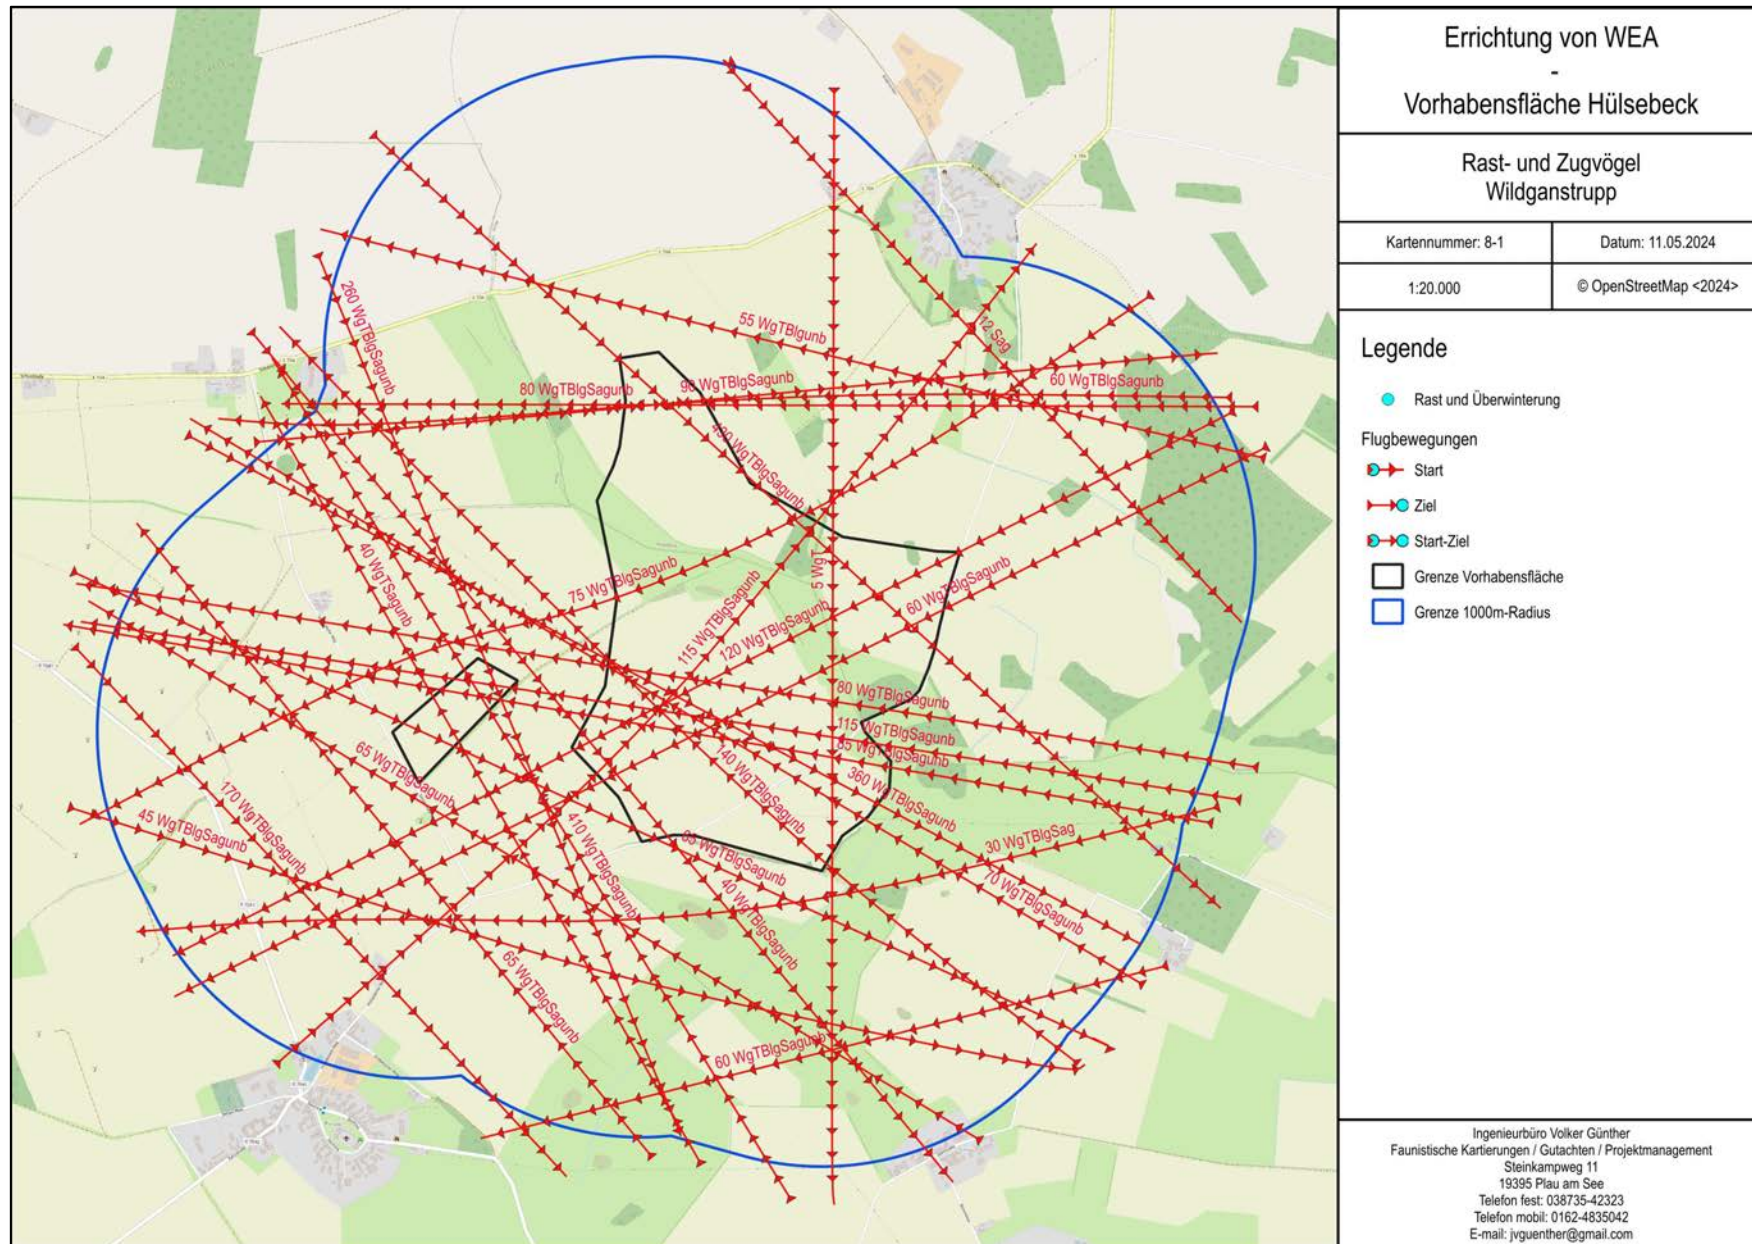 Errichtung von WEA
-
Vorhabensfläche Hülsebeck
Rast- und Zugvögel
Wildganstrupp
Kartennummer: 8-1
Datum: 11.05.2024
1:20.000
© OpenStreetMap <2024>
Legende
Rast und Überwinterung
Flugbewegungen
Start
Ziel
Start-Ziel
Grenze Vorhabensfläche
Grenze 1000m-Radius
Ingenieurbüro Volker Günther
Faunistische Kartierungen / Gutachten / Projektmanagement
Steinkampweg 11
19395 Plau am See
Telefon fest: 038735-42323
Telefon mobil: 0162-4835042
E-mail: jvguenther@gmail.com
260 WgTBlgSagunb
55 WgTBlgunb
12 Sag
80 WgTBlgSagunb
90 WgTBlgSagunb
60 WgTBlgSagunb
430 WgTBlgSagunb
40 WgTSagunb
75 WgTBlgSagunb
5 WgT
60 WgTBlgSagunb
115 WgTBlgSagunb
120 WgTBlgSagunb
80 WgTBlgSagunb
115 WgTBlgSagunb
85 WgTBlgSagunb
65 WgTBlgSagunb
140 WgTBlgSagunb
360 WgTBlgSagunb
170 WgTBlgSagunb
45 WgTBlgSagunb
410 WgTBlgSagunb
30 WgTBlgSag
40 WgTBlgSagunb
70 WgTBlgSagunb
65 WgTBlgSagunb
60 WgTBlgSagunb